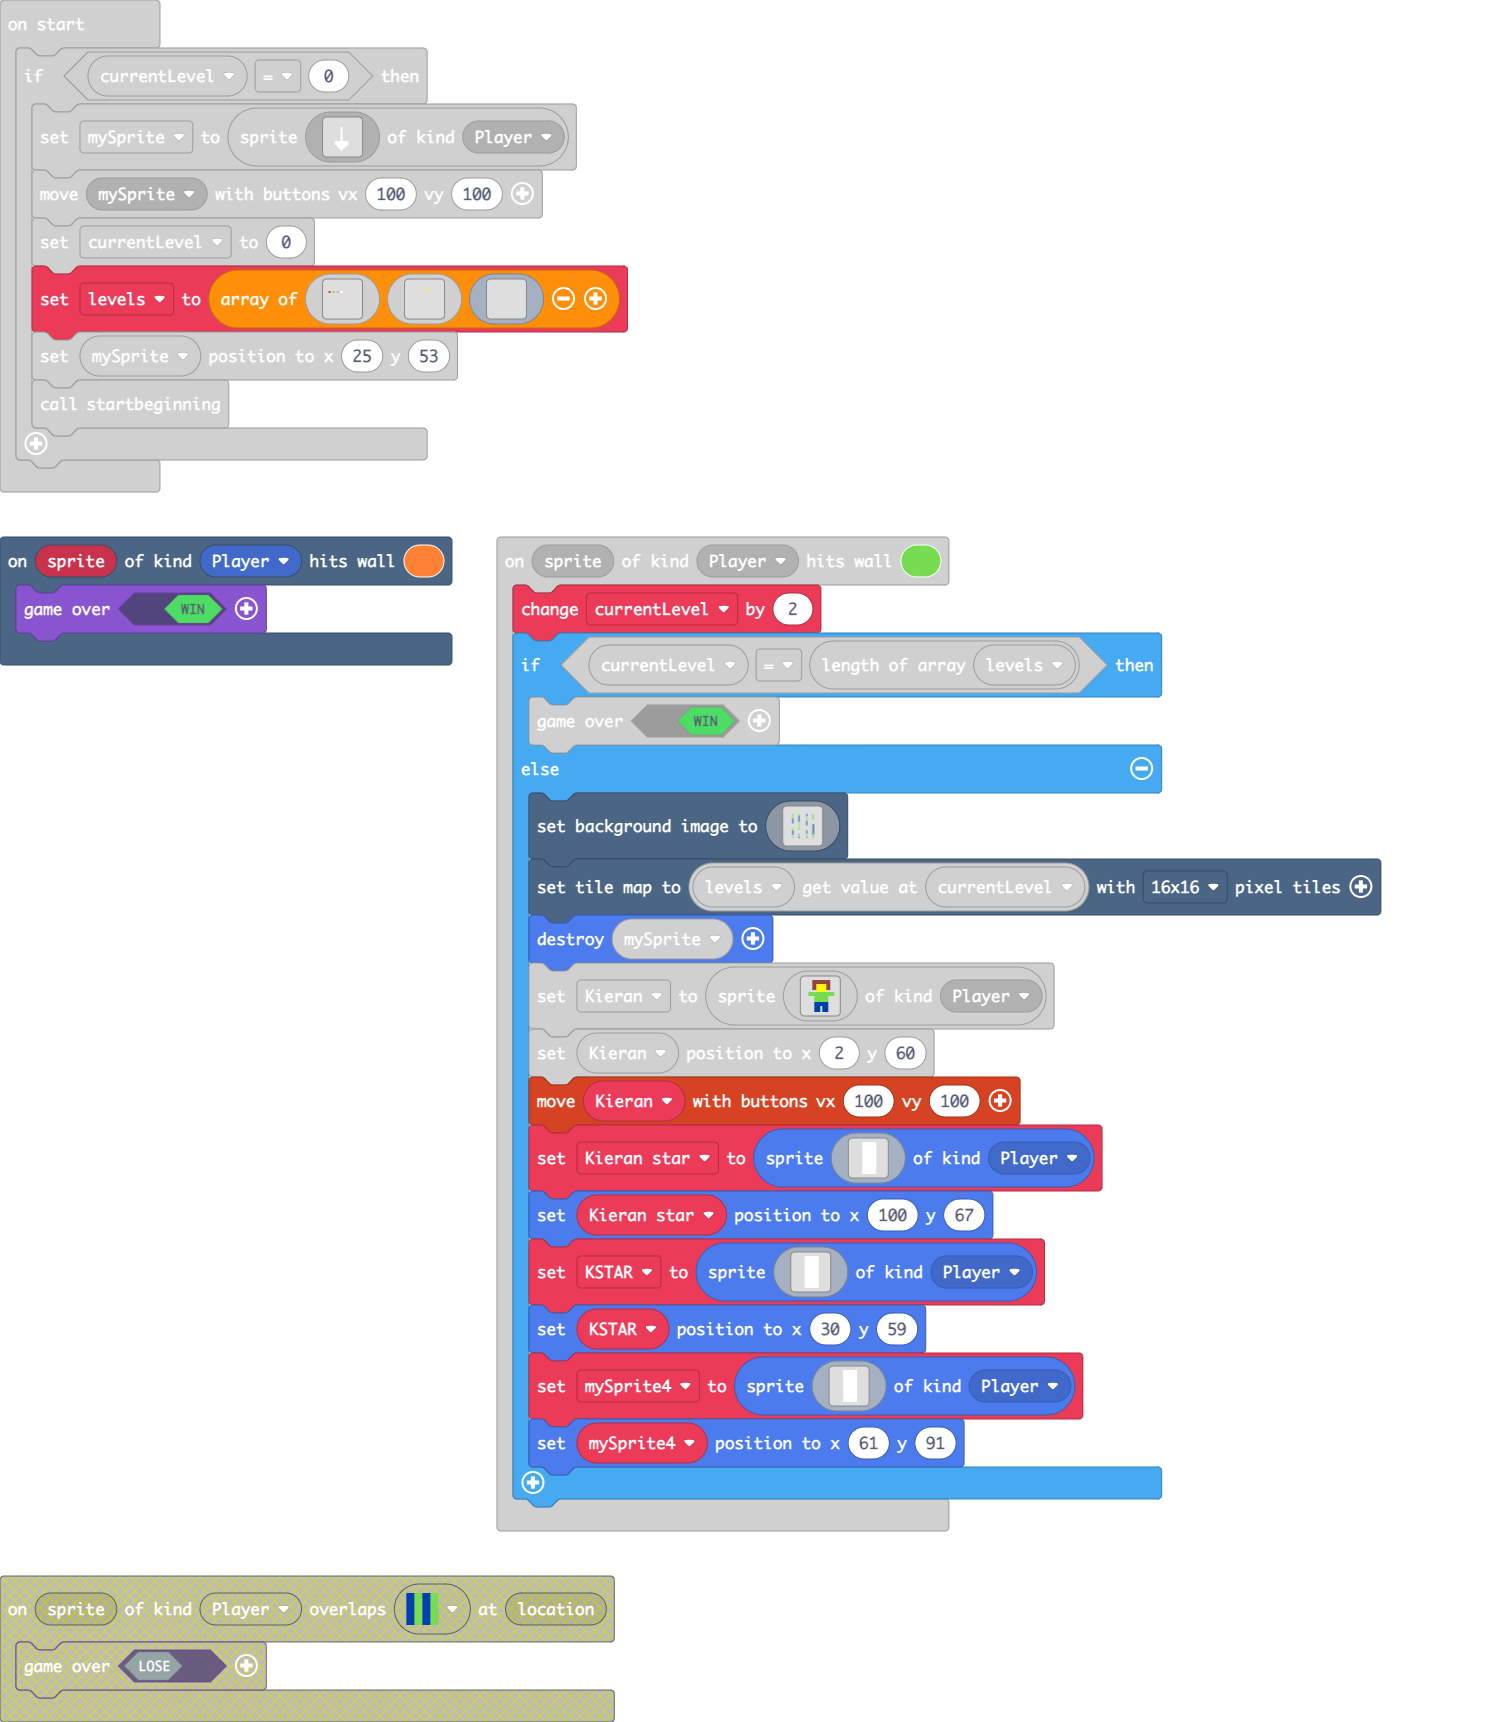 on start
if currentLevel = 0 then
set mySprite to sprite of kind Player
move mySprite with buttons vx 100 vy 100
set currentLevel to 0
set levels to array of
set mySprite position to x 25 y 53
call startbeginning
on sprite of kind Player hits wall
game over WIN
on sprite of kind Player hits wall
change currentLevel by 2
if currentLevel = length of array levels then
game over WIN
else
set background image to
set tile map to levels get value at currentLevel with 16x16 pixel tiles
destroy mySprite
set Kieran to sprite of kind Player
set Kieran position to x 2 y 60
move Kieran with buttons vx 100 vy 100
set Kieran star to sprite of kind Player
set Kieran star position to x 100 y 67
set KSTAR to sprite of kind Player
set KSTAR position to x 30 y 59
set mySprite4 to sprite of kind Player
set mySprite4 position to x 61 y 91
on sprite of kind Player overlaps at location
game over LOSE